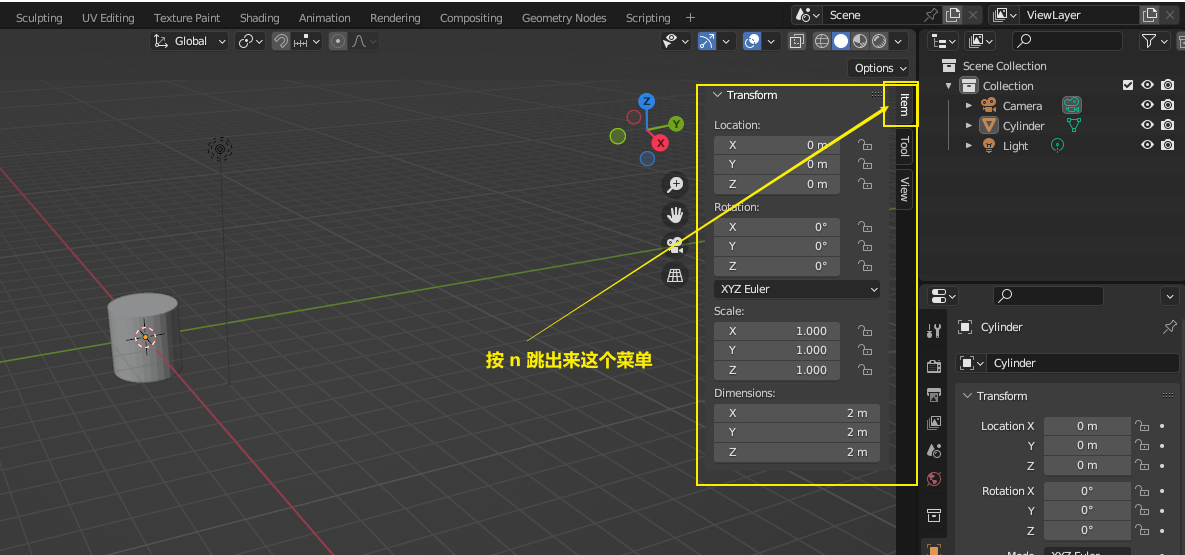 Sculpting UV Editing Texture Paint Shading Animation Rendering Compositing Geometry Nodes Scripting + Scene ViewLayer
Global
Options
Scene Collection
Collection
Camera
Cylinder
Light
Transform
Item
Tool
View
Location:
X 0 m
Y 0 m
Z 0 m
Rotation:
X 0°
Y 0°
Z 0°
XYZ Euler
Scale:
X 1.000
Y 1.000
Z 1.000
Dimensions:
X 2 m
Y 2 m
Z 2 m
Z
Y
X
按 n 跳出来这个菜单
Cylinder
Cylinder
Transform
Location X 0 m
Y 0 m
Z 0 m
Rotation X 0°
Y 0°
Z 0°
Mode XYZ Euler